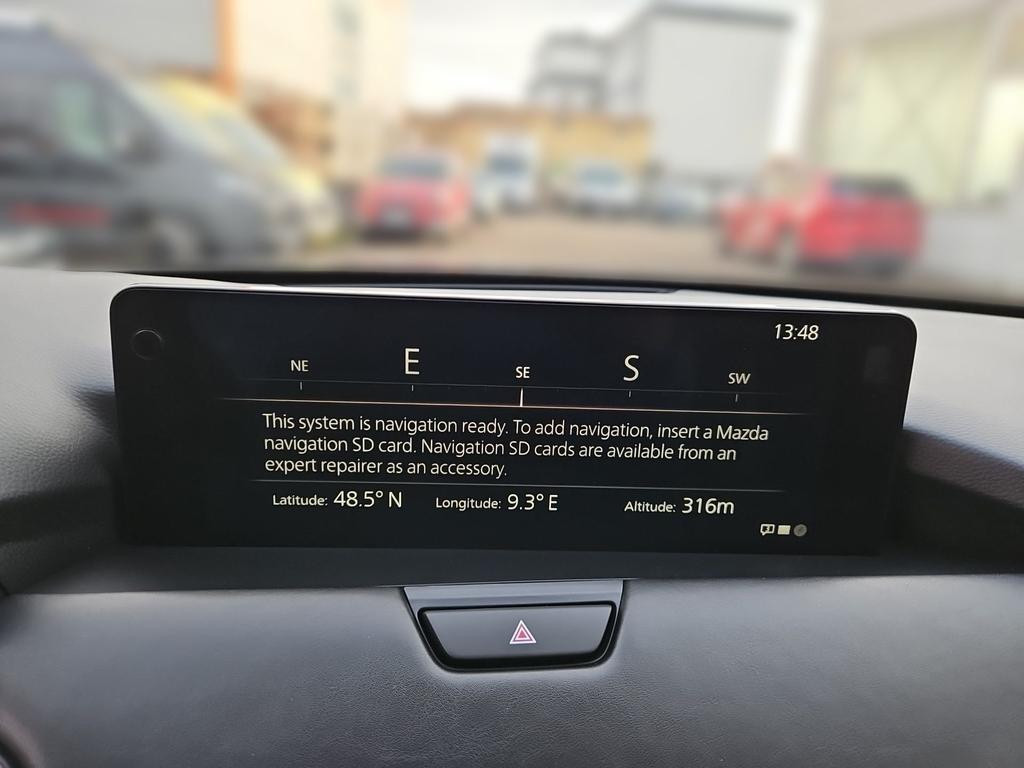 13:48
NE E SE S SW
This system is navigation ready. To add navigation, insert a Mazda
navigation SD card. Navigation SD cards are available from an
expert repairer as an accessory.
Latitude: 48.5° N Longitude: 9.3° E Altitude: 316m